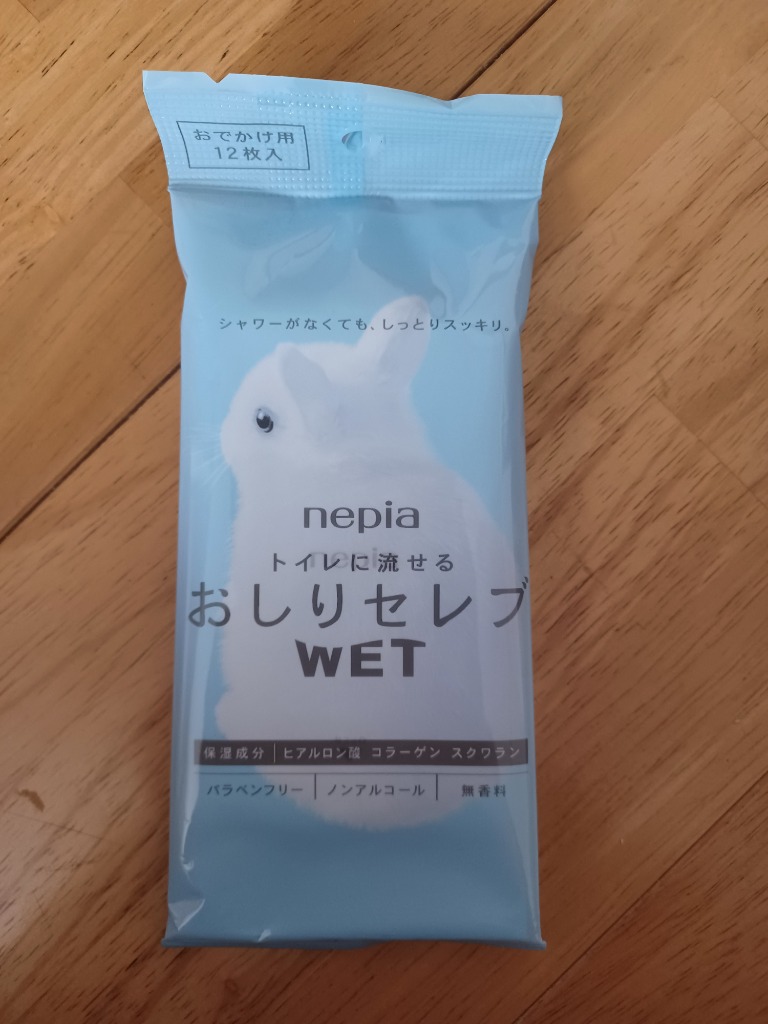 おでかけ用
12枚入
シャワーがなくても、しっとりスッキリ。
nepia
トイレに流せる
おしりセレブ
WET
保湿成分 ヒアルロン酸 コラーゲン スクワラン
パラベンフリー ノンアルコール 無香料